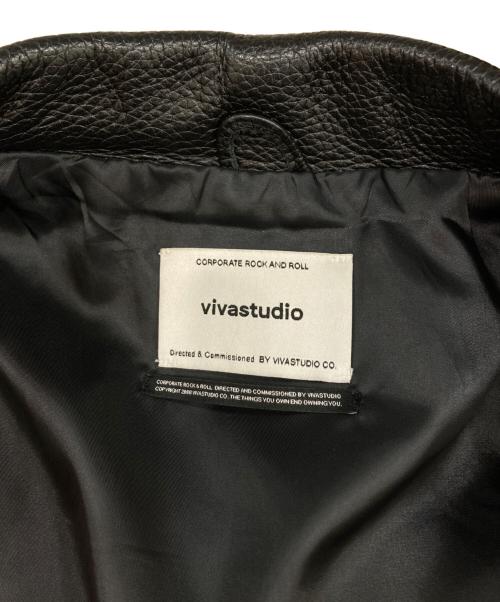 CORPORATE ROCK AND ROLL
vivastudio
Directed & Commissioned BY VIVASTUDIO CO.
CORPORATE ROCK & ROLL DIRECTED AND COMMISSIONED BY VIVASTUDIO
COPYRIGHT 2000 VIVASTUDIO CO. THE THINGS YOU OWN END OWNING YOU.